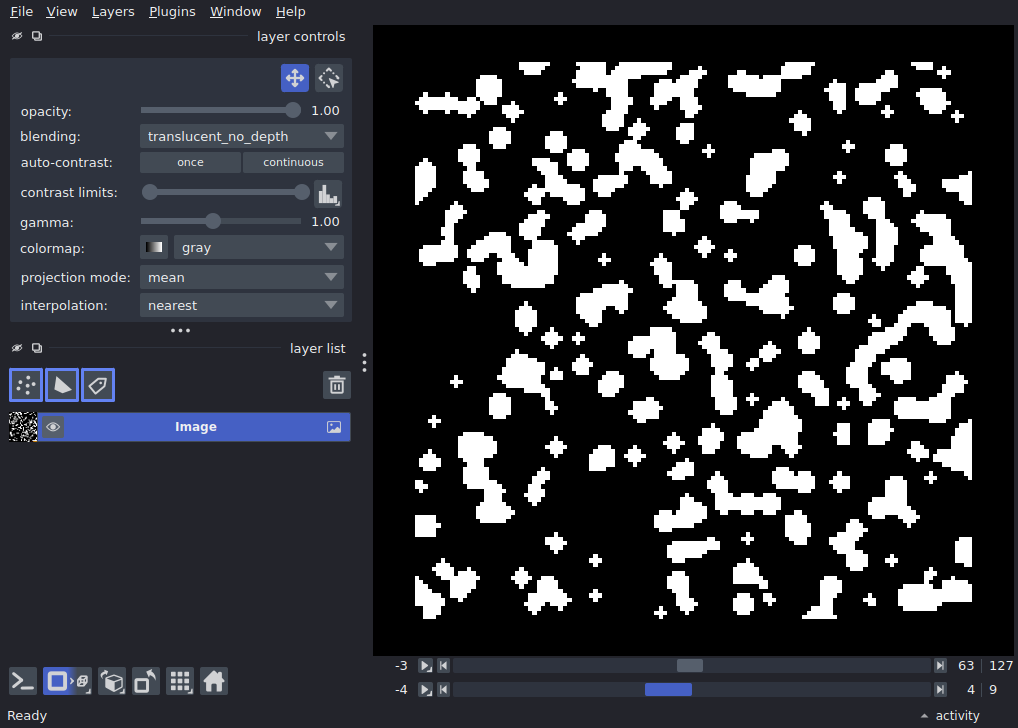 File View Layers Plugins Window Help
layer controls
opacity: 1.00
blending: translucent_no_depth
auto-contrast: once continuous
contrast limits:
gamma: 1.00
colormap: gray
projection mode: mean
interpolation: nearest
layer list
Image
-3 63 127
-4 4 9
Ready activity